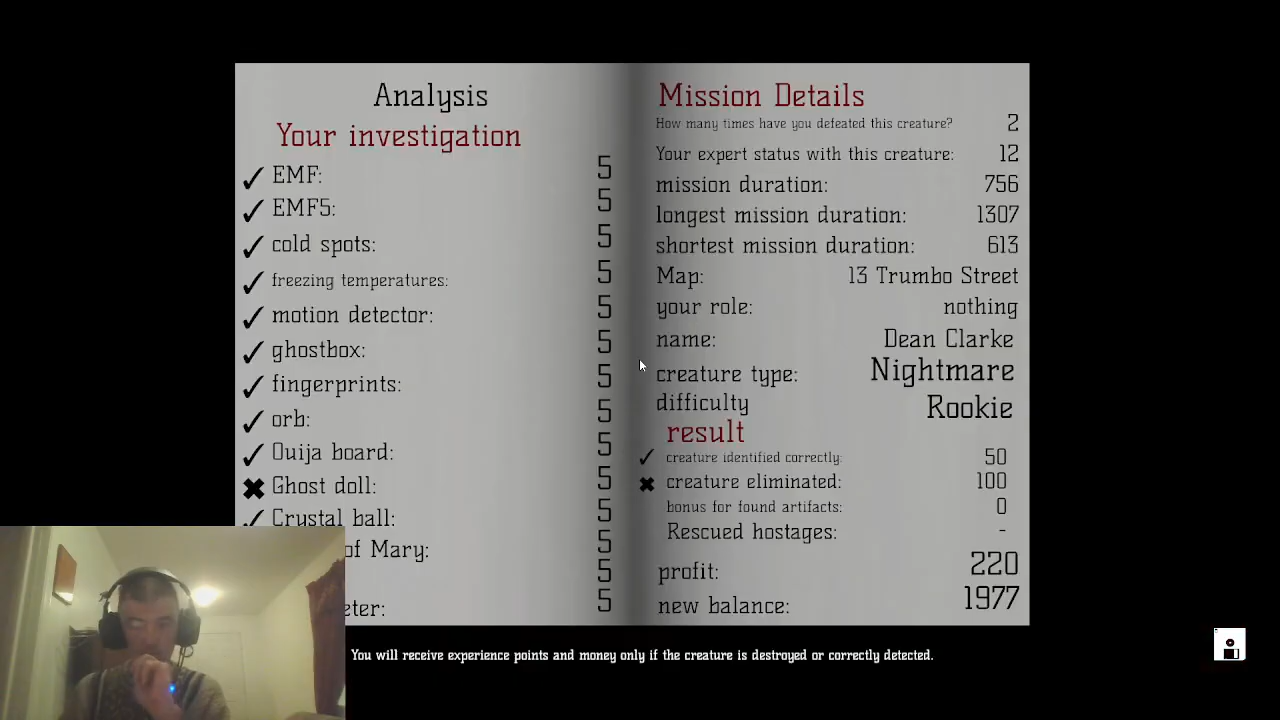 Analysis
Your investigation
EMF: 5
EMF5: 5
cold spots: 5
freezing temperatures: 5
motion detector: 5
ghostbox: 5
fingerprints: 5
orb: 5
Ouija board: 5
Ghost doll: 5
Crystal ball: 5
of Mary: 5
5
eter: 5
Mission Details
How many times have you defeated this creature? 2
Your expert status with this creature: 12
mission duration: 756
longest mission duration: 1307
shortest mission duration: 613
Map: 13 Trumbo Street
your role: nothing
name: Dean Clarke
creature type: Nightmare
difficulty Rookie
result
creature identified correctly: 50
creature eliminated: 100
bonus for found artifacts: 0
Rescued hostages: -
profit: 220
new balance: 1977
You will receive experience points and money only if the creature is destroyed or correctly detected.